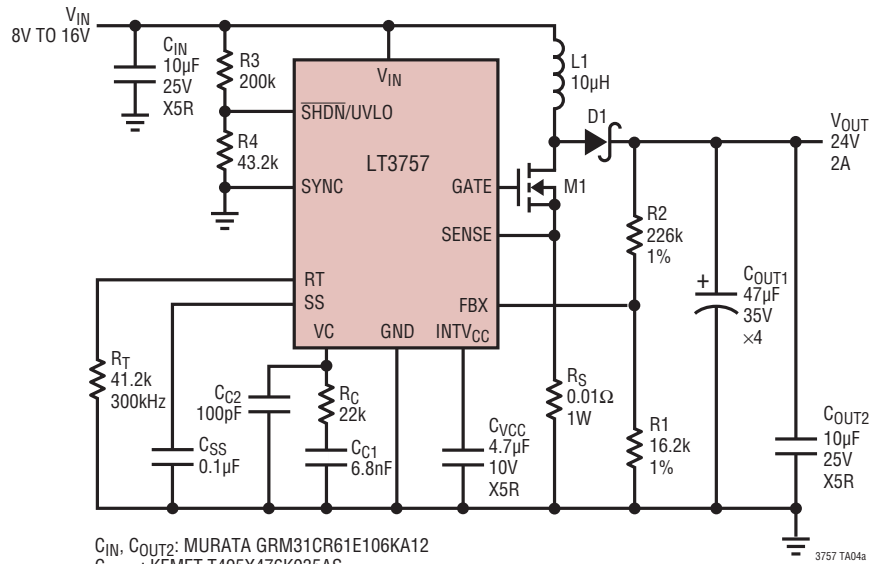 VIN
8V TO 16V
CIN
10µF
25V
X5R
R3
200k
R4
43.2k
VIN
SHDN/UVLO
LT3757
SYNC
GATE
SENSE
RT
SS
FBX
VC
GND
INTVCC
L1
10µH
D1
M1
VOUT
24V
2A
R2
226k
1%
+
COUT1
47µF
35V
×4
RT
41.2k
300kHz
CSS
0.1µF
CC2
100pF
RC
22k
CC1
6.8nF
CVCC
4.7µF
10V
X5R
RS
0.01Ω
1W
R1
16.2k
1%
COUT2
10µF
25V
X5R
CIN, COUT2: MURATA GRM31CR61E106KA12
3757 TA04a
: KEMET T495X476K035AS